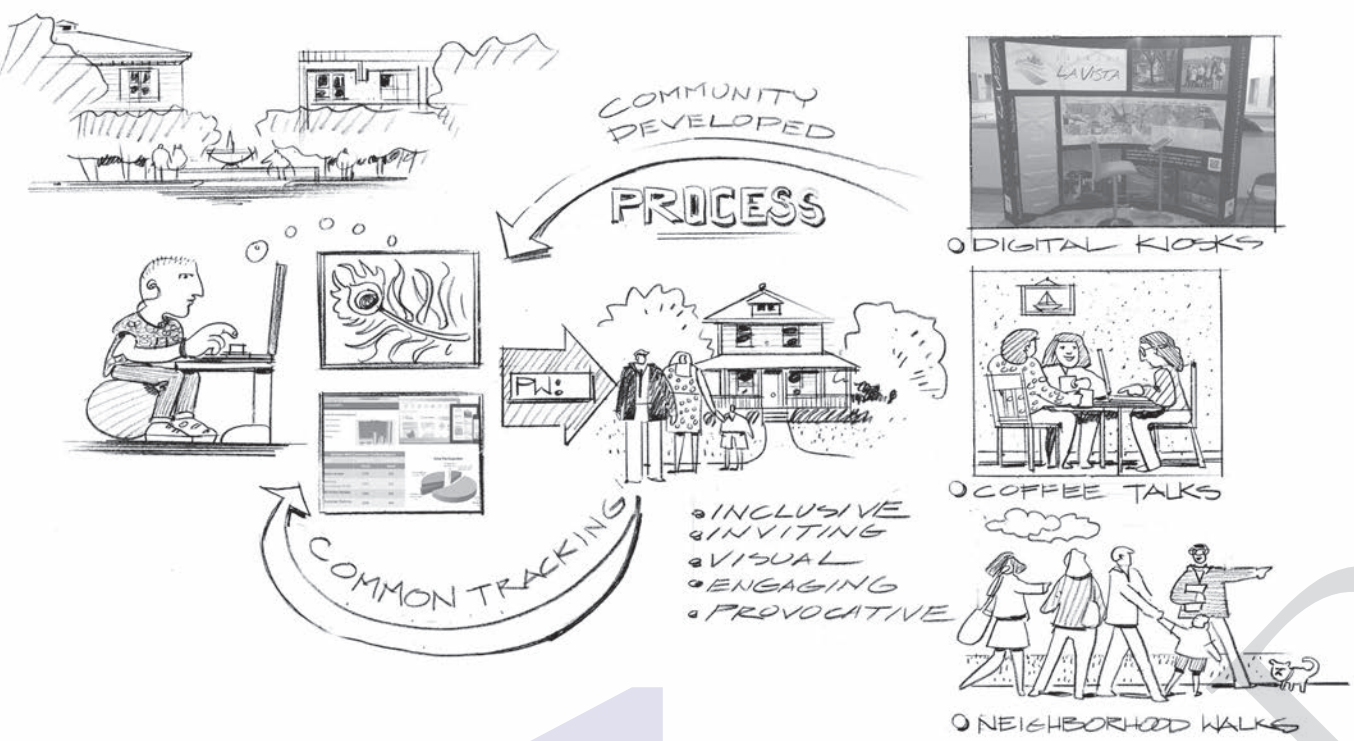 COMMUNITY
DEVELOPED
PROCESS
LA VISTA
DIGITAL KIOSKS
PW:
COFFEE TALKS
COMMON TRACKING
INCLUSIVE
INVITING
VISUAL
ENGAGING
PROVOCATIVE
NEIGHBORHOOD WALKS